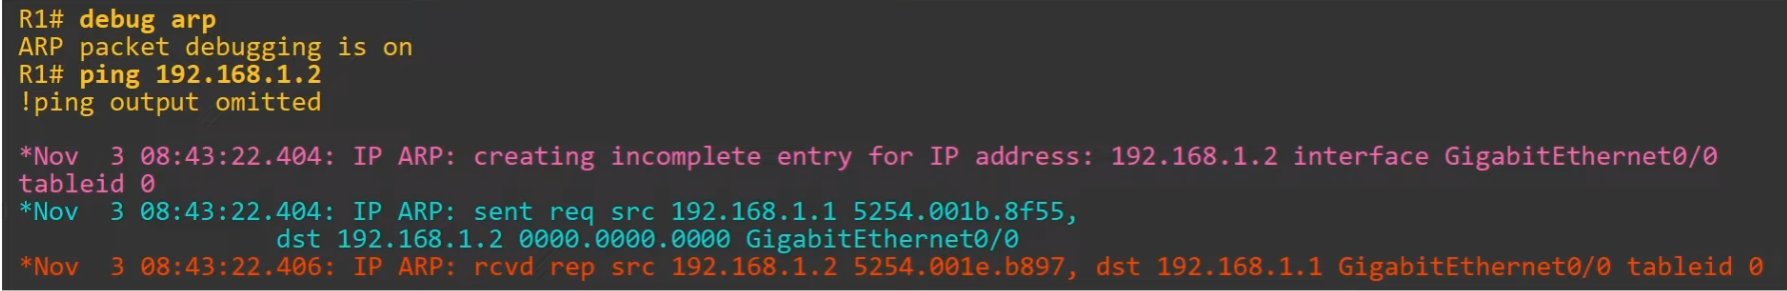 R1# debug arp
ARP packet debugging is on
R1# ping 192.168.1.2
!ping output omitted
*Nov  3 08:43:22.404: IP ARP: creating incomplete entry for IP address: 192.168.1.2 interface GigabitEthernet0/0
tableid 0
*Nov  3 08:43:22.404: IP ARP: sent req src 192.168.1.1 5254.001b.8f55,
                 dst 192.168.1.2 0000.0000.0000 GigabitEthernet0/0
*Nov  3 08:43:22.406: IP ARP: rcvd rep src 192.168.1.2 5254.001e.b897, dst 192.168.1.1 GigabitEthernet0/0 tableid 0